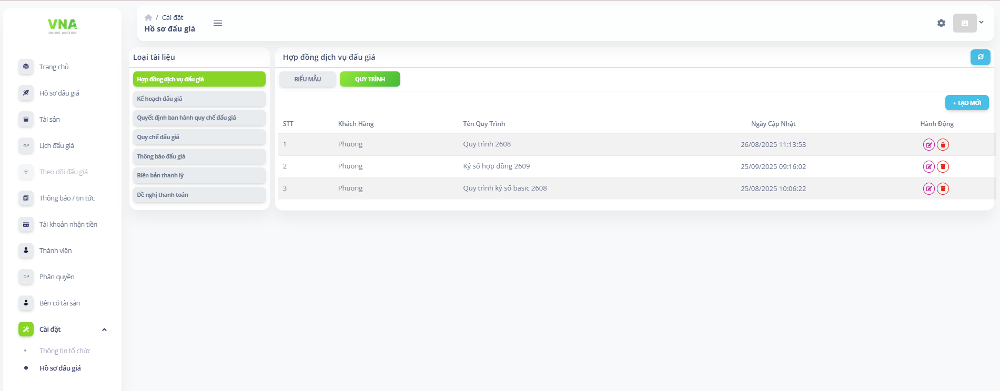 VNA
ONLINE AUCTION
Trang chủ
Hồ sơ đấu giá
Tài sản
Lịch đấu giá
Theo dõi đấu giá
Thông báo / tin tức
Tài khoản nhận tiền
Thành viên
Phân quyền
Bên có tài sản
Cài đặt
Thông tin tổ chức
Hồ sơ đấu giá
/ Cài đặt
Hồ sơ đấu giá
Loại tài liệu
Hợp đồng dịch vụ đấu giá
Kế hoạch đấu giá
Quyết định ban hành quy chế đấu giá
Quy chế đấu giá
Thông báo đấu giá
Biên bản thanh lý
Đề nghị thanh toán
Hợp đồng dịch vụ đấu giá
BIỂU MẪU QUY TRÌNH
+ TẠO MỚI
STT Khách Hàng Tên Quy Trình Ngày Cập Nhật Hành Động
1 Phuong Quy trình 2608 26/08/2025 11:13:53
2 Phuong Ký số hợp đồng 2609 25/09/2025 09:16:02
3 Phuong Quy trình ký số basic 2608 25/08/2025 10:06:22